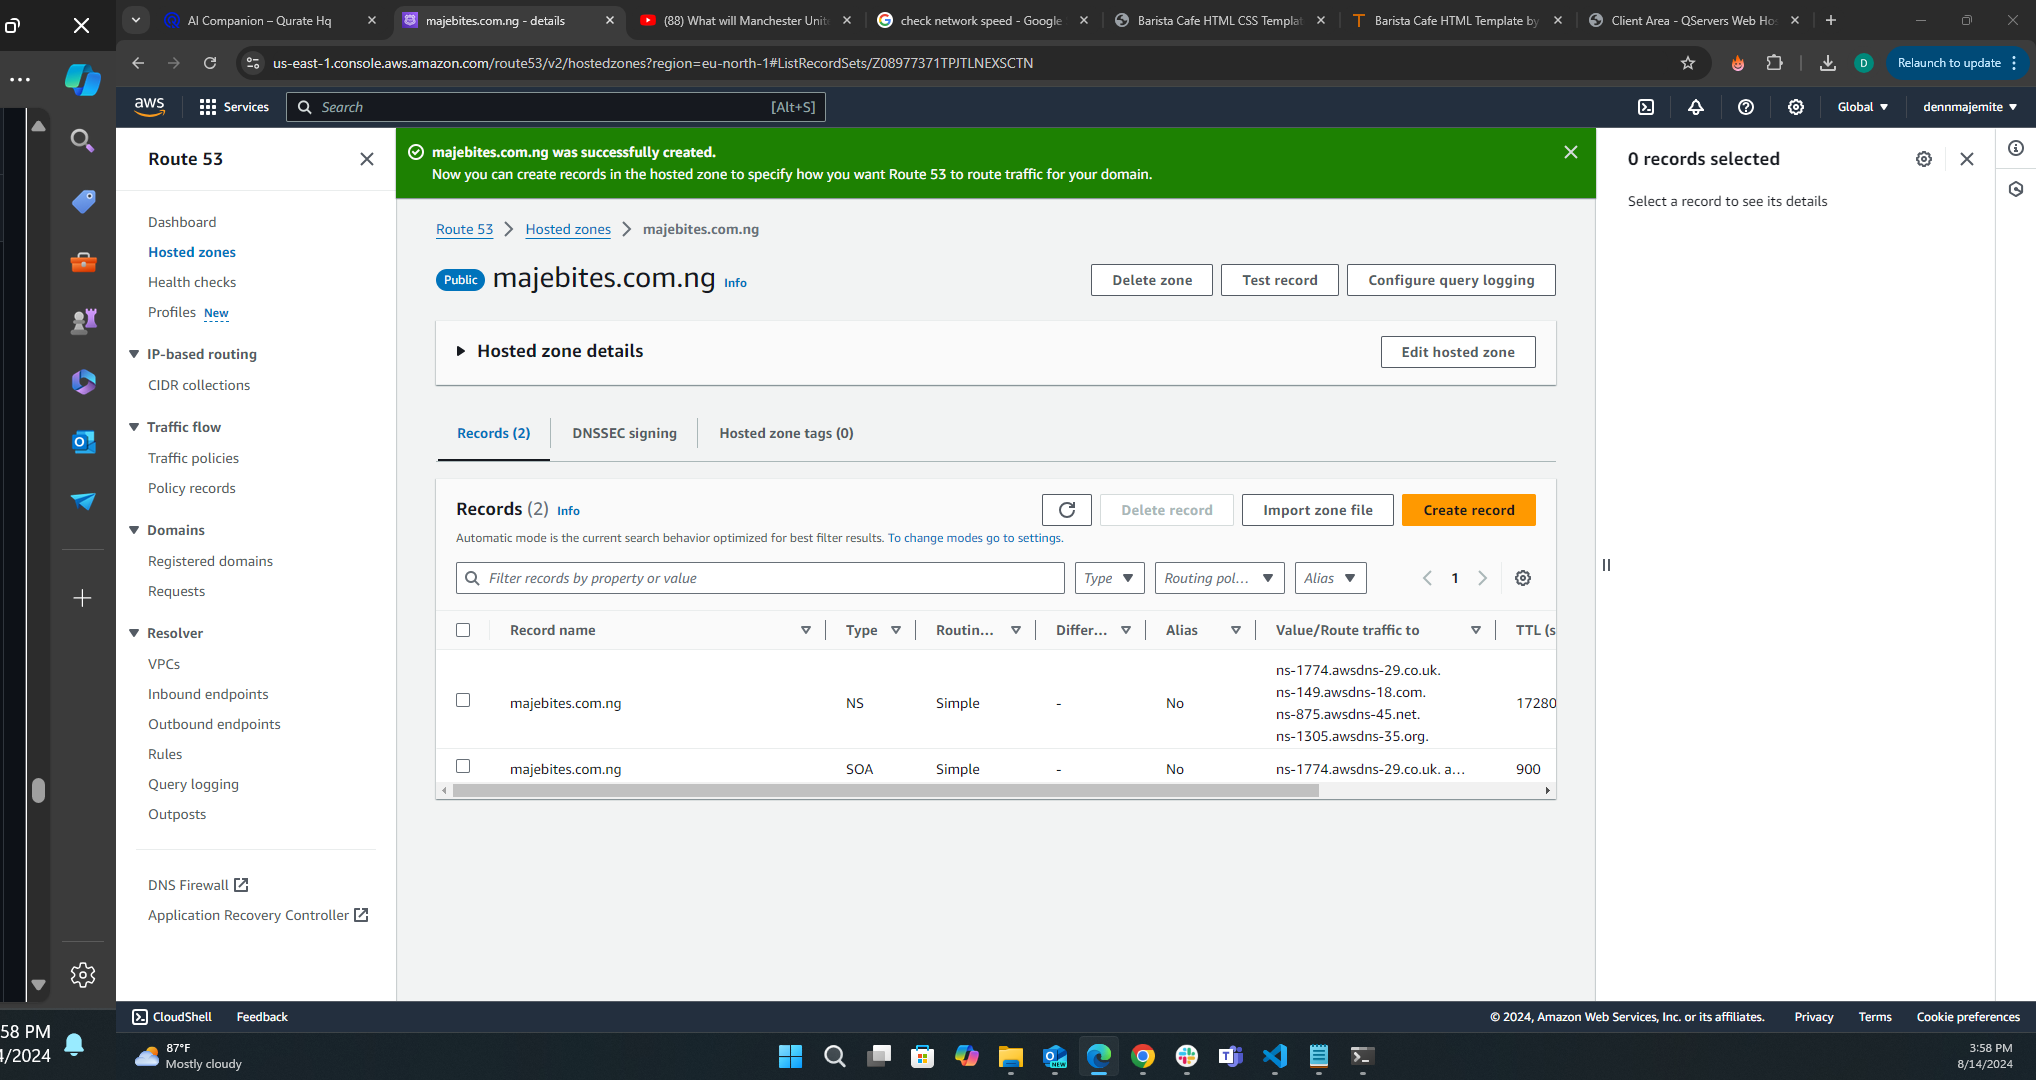 AI Companion – Qurate Hq
majebites.com.ng - details
(88) What will Manchester Unit
check network speed - Google
Barista Cafe HTML CSS Templat
Barista Cafe HTML Template by
Client Area - QServers Web Ho
us-east-1.console.aws.amazon.com/route53/v2/hostedzones?region=eu-north-1#ListRecordSets/Z08977371TPJTLNEXSCTN
D
Relaunch to update
aws
Services
Search
[Alt+S]
Global
dennmajemite
Route 53
Dashboard
Hosted zones
Health checks
Profiles New
IP-based routing
CIDR collections
Traffic flow
Traffic policies
Policy records
Domains
Registered domains
Requests
Resolver
VPCs
Inbound endpoints
Outbound endpoints
Rules
Query logging
Outposts
DNS Firewall
Application Recovery Controller
majebites.com.ng was successfully created.
Now you can create records in the hosted zone to specify how you want Route 53 to route traffic for your domain.
Route 53 > Hosted zones > majebites.com.ng
Public majebites.com.ng Info
Delete zone
Test record
Configure query logging
Hosted zone details
Edit hosted zone
Records (2)
DNSSEC signing
Hosted zone tags (0)
Records (2) Info
Delete record
Import zone file
Create record
Automatic mode is the current search behavior optimized for best filter results. To change modes go to settings.
Filter records by property or value
Type
Routing pol...
Alias
1
Record name Type Routin... Differ... Alias Value/Route traffic to TTL (s
majebites.com.ng NS Simple - No
ns-1774.awsdns-29.co.uk.
ns-149.awsdns-18.com.
ns-875.awsdns-45.net.
ns-1305.awsdns-35.org.
17280
majebites.com.ng SOA Simple - No ns-1774.awsdns-29.co.uk. a... 900
0 records selected
Select a record to see its details
CloudShell
Feedback
© 2024, Amazon Web Services, Inc. or its affiliates.
Privacy
Terms
Cookie preferences
58 PM
4/2024
87°F
Mostly cloudy
NEW
3:58 PM
8/14/2024